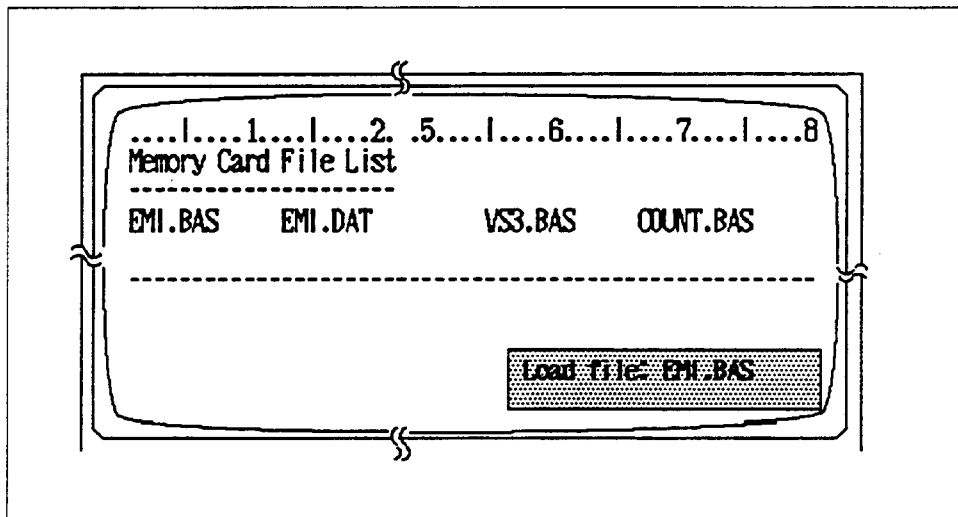 ....|....1....|....2. .5....|....6....|....7....|....8
Memory Card File List
---------------------
EMI.BAS EMI.DAT VS3.BAS COUNT.BAS
-------------------------------------------------------
Load file: EMI.BAS